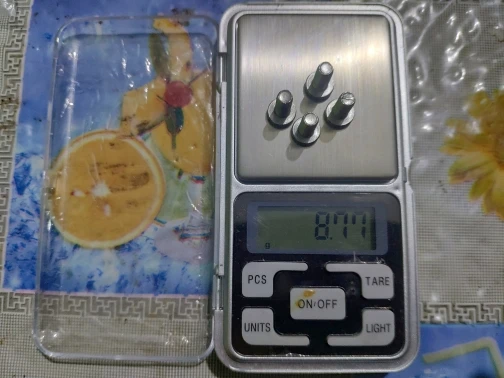 8.77
g
PCS
TARE
ON/OFF
UNITS
LIGHT